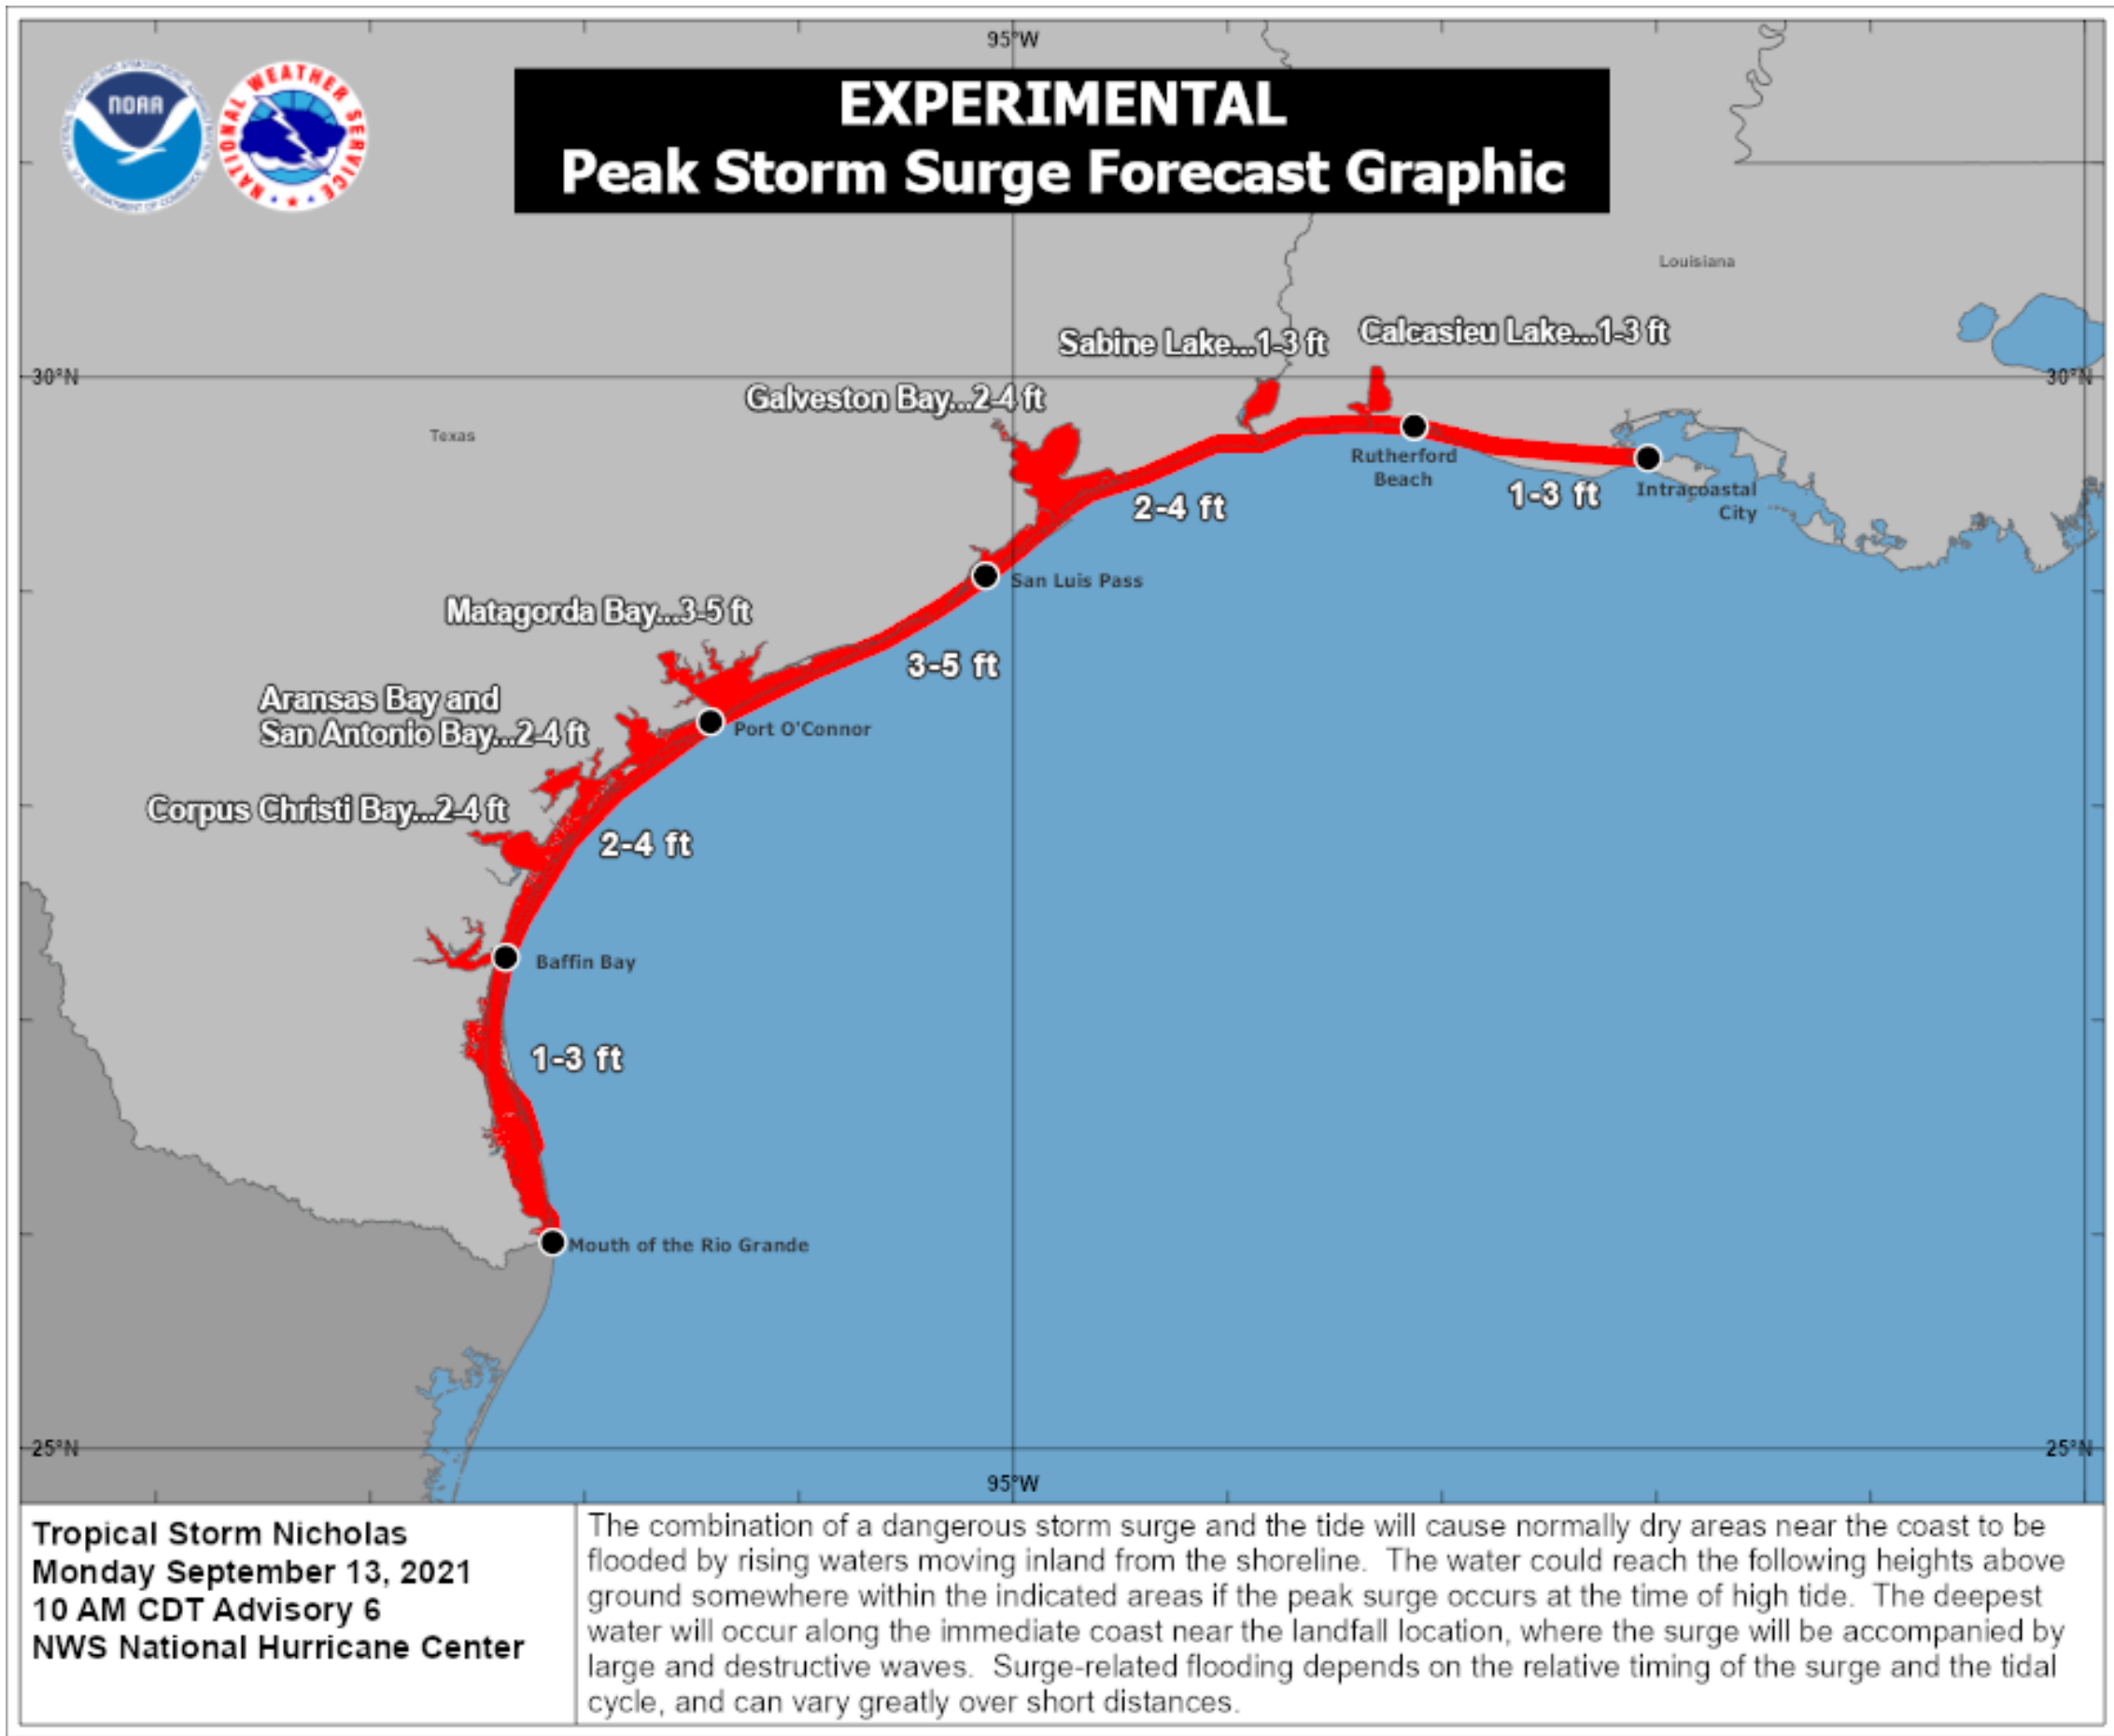 95°W
NOAA
NATIONAL WEATHER SERVICE
EXPERIMENTAL
Peak Storm Surge Forecast Graphic
Louisiana
Sabine Lake...1-3 ft
Calcasieu Lake...1-3 ft
30°N
30°N
Galveston Bay...2-4 ft
Texas
Rutherford
Beach
2-4 ft
1-3 ft
Intracoastal
City
San Luis Pass
Matagorda Bay...3-5 ft
3-5 ft
Aransas Bay and
San Antonio Bay...2-4 ft
Port O'Connor
Corpus Christi Bay...2-4 ft
2-4 ft
Baffin Bay
1-3 ft
Mouth of the Rio Grande
25°N
25°N
95°W
Tropical Storm Nicholas
Monday September 13, 2021
10 AM CDT Advisory 6
NWS National Hurricane Center
The combination of a dangerous storm surge and the tide will cause normally dry areas near the coast to be
flooded by rising waters moving inland from the shoreline. The water could reach the following heights above
ground somewhere within the indicated areas if the peak surge occurs at the time of high tide. The deepest
water will occur along the immediate coast near the landfall location, where the surge will be accompanied by
large and destructive waves. Surge-related flooding depends on the relative timing of the surge and the tidal
cycle, and can vary greatly over short distances.